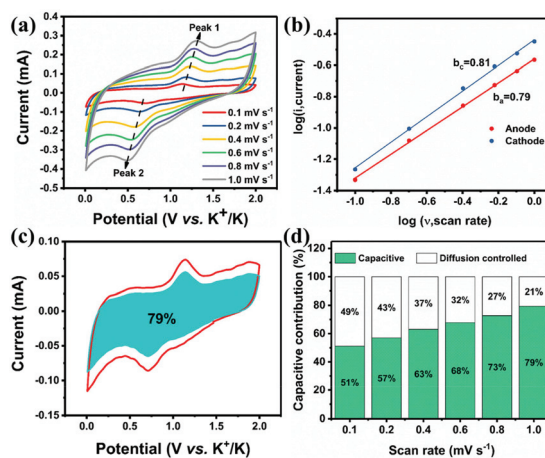 (a)
Current (mA)
0.4
0.3
0.2
0.1
0.0
-0.1
-0.2
-0.3
-0.4
-0.5
Peak 1
Peak 2
0.1 mV s⁻¹
0.2 mV s⁻¹
0.4 mV s⁻¹
0.6 mV s⁻¹
0.8 mV s⁻¹
1.0 mV s⁻¹
0.0 0.5 1.0 1.5 2.0
Potential (V vs. K⁺/K)
(b)
log(i,current)
-0.4
-0.6
-0.8
-1.0
-1.2
-1.4
b_c=0.81
b_a=0.79
Anode
Cathode
-1.0 -0.8 -0.6 -0.4 -0.2 0.0
log (ν,scan rate)
(c)
Current (mA)
0.10
0.05
0.00
-0.05
-0.10
-0.15
79%
0.0 0.5 1.0 1.5 2.0
Potential (V vs. K⁺/K)
(d)
Capacitive contribution (%)
120
100
80
60
40
20
0
Capacitive Diffusion controlled
49% 43% 37% 32% 27% 21%
51% 57% 63% 68% 73% 79%
0.1 0.2 0.4 0.6 0.8 1.0
Scan rate (mV s⁻¹)